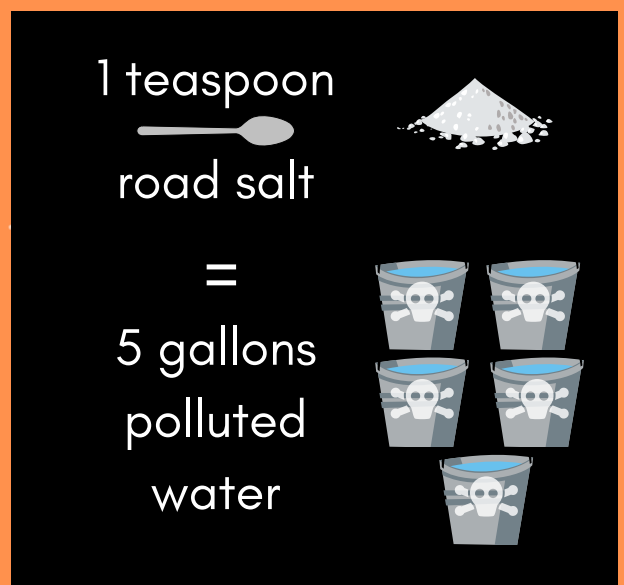 1 teaspoon
road salt
=
5 gallons
polluted
water